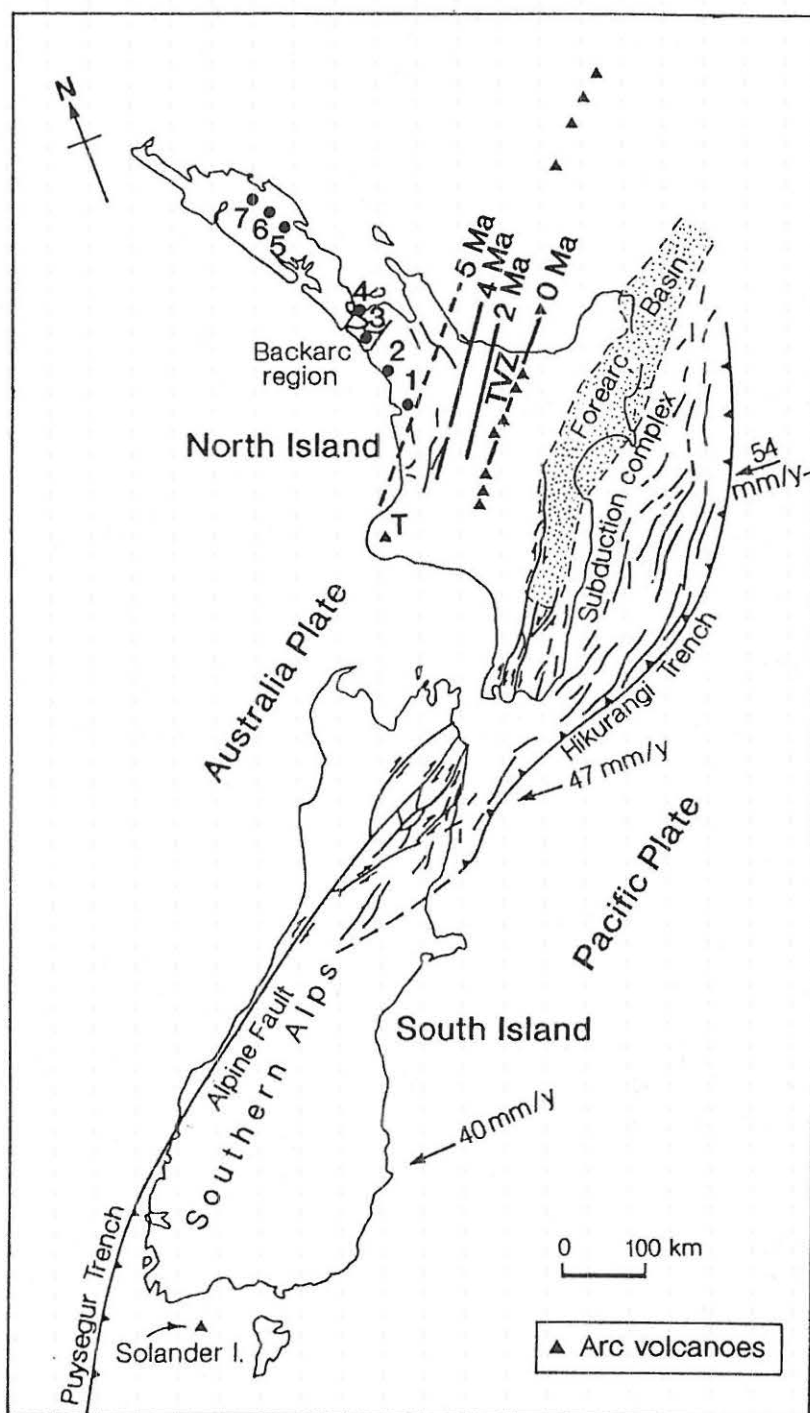 N
7
6
5
4
3
2
1
Backarc
region
North Island
T
5 Ma
4 Ma
2 Ma
0 Ma
TVZ
Forearc Basin
Subduction complex
54
mm/y
Hikurangi Trench
47 mm/y
Australia Plate
Pacific Plate
Alpine Fault
Southern Alps
South Island
40 mm/y
Puysegur Trench
Solander I.
0 100 km
▲ Arc volcanoes